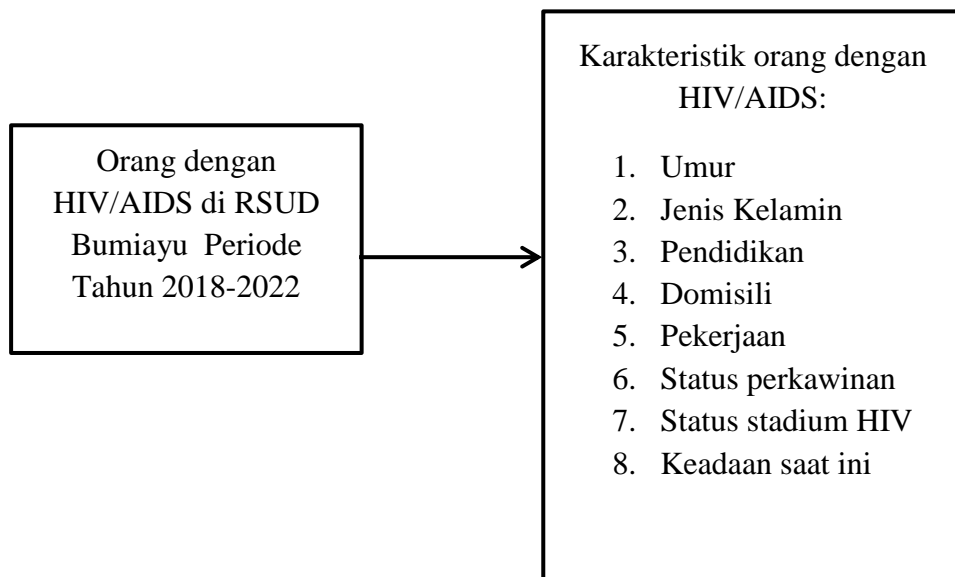 Orang dengan
HIV/AIDS di RSUD
Bumiayu  Periode
Tahun 2018-2022
Karakteristik orang dengan
HIV/AIDS:
1. Umur
2. Jenis Kelamin
3. Pendidikan
4. Domisili
5. Pekerjaan
6. Status perkawinan
7. Status stadium HIV
8. Keadaan saat ini